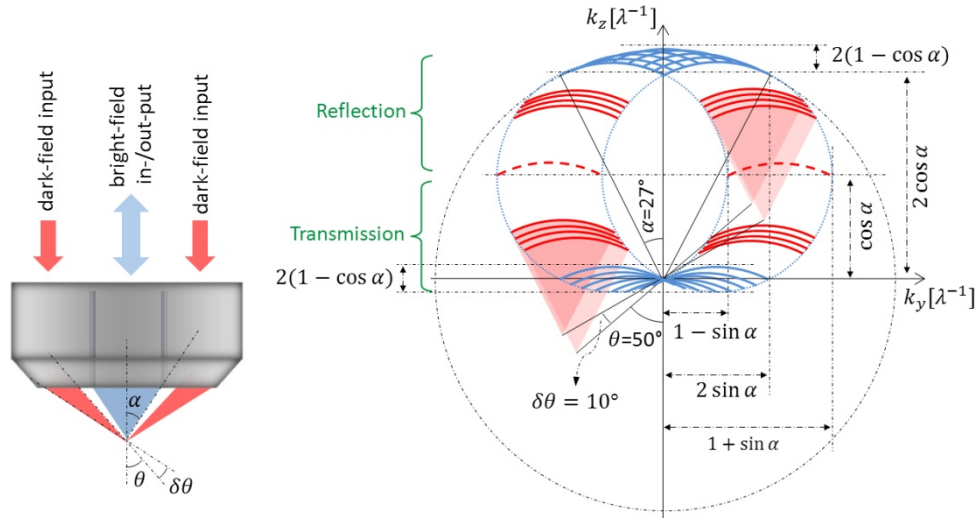 dark-field input
bright-field
in-/out-put
dark-field input
α
θ
δθ
k_z[λ⁻¹]
2(1 − cos α)
Reflection
α=27°
2 cos α
Transmission
cos α
2(1 − cos α)
k_y[λ⁻¹]
θ=50°
1 − sin α
δθ = 10°
2 sin α
1 + sin α